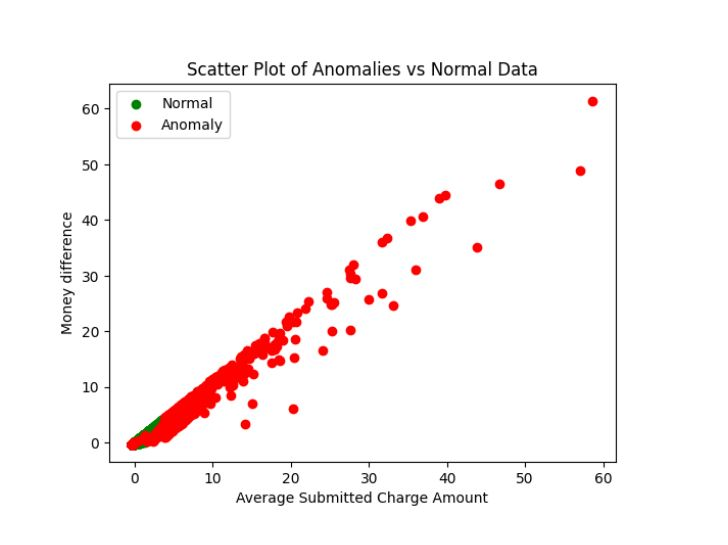 Scatter Plot of Anomalies vs Normal Data
Normal
Anomaly
Money difference
60
50
40
30
20
10
0
0 10 20 30 40 50 60
Average Submitted Charge Amount